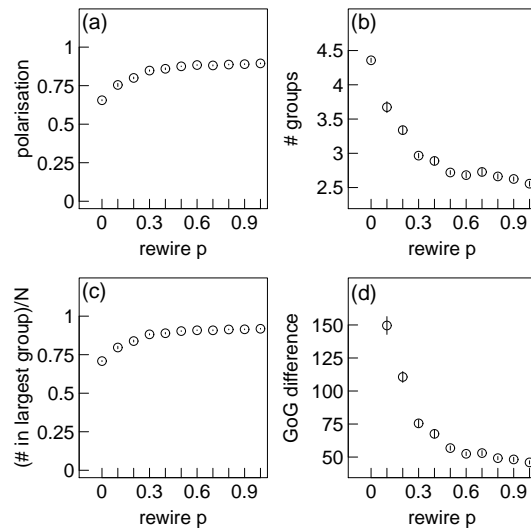 (a)
1
0.75
0.5
0.25
0
polarisation
0 0.3 0.6 0.9
rewire p
(b)
4.5
4
3.5
3
2.5
# groups
0 0.3 0.6 0.9
rewire p
(c)
1
0.75
0.5
0.25
0
(# in largest group)/N
0 0.3 0.6 0.9
rewire p
(d)
150
125
100
75
50
GoG difference
0 0.3 0.6 0.9
rewire p